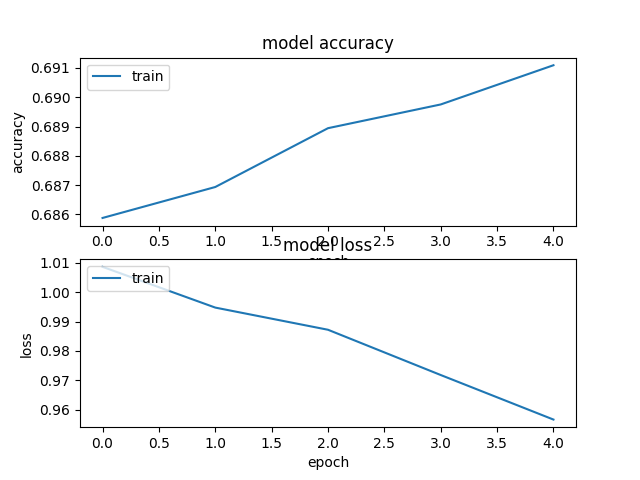 model accuracy
train
accuracy
0.691
0.690
0.689
0.688
0.687
0.686
0.0 0.5 1.0 1.5 2.0 2.5 3.0 3.5 4.0
epoch
model loss
train
loss
1.01
1.00
0.99
0.98
0.97
0.96
0.0 0.5 1.0 1.5 2.0 2.5 3.0 3.5 4.0
epoch